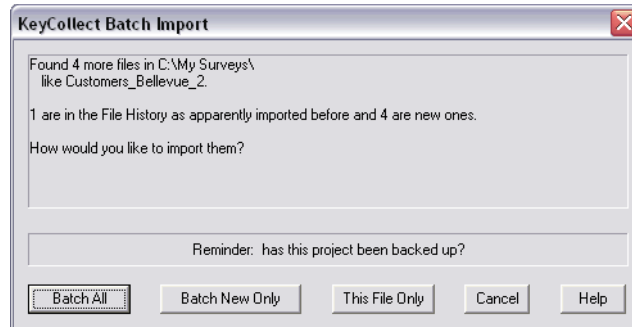 KeyCollect Batch Import
Found 4 more files in C:\My Surveys\
like Customers_Bellevue_2.
1 are in the File History as apparently imported before and 4 are new ones.
How would you like to import them?
Reminder: has this project been backed up?
Batch All
Batch New Only
This File Only
Cancel
Help